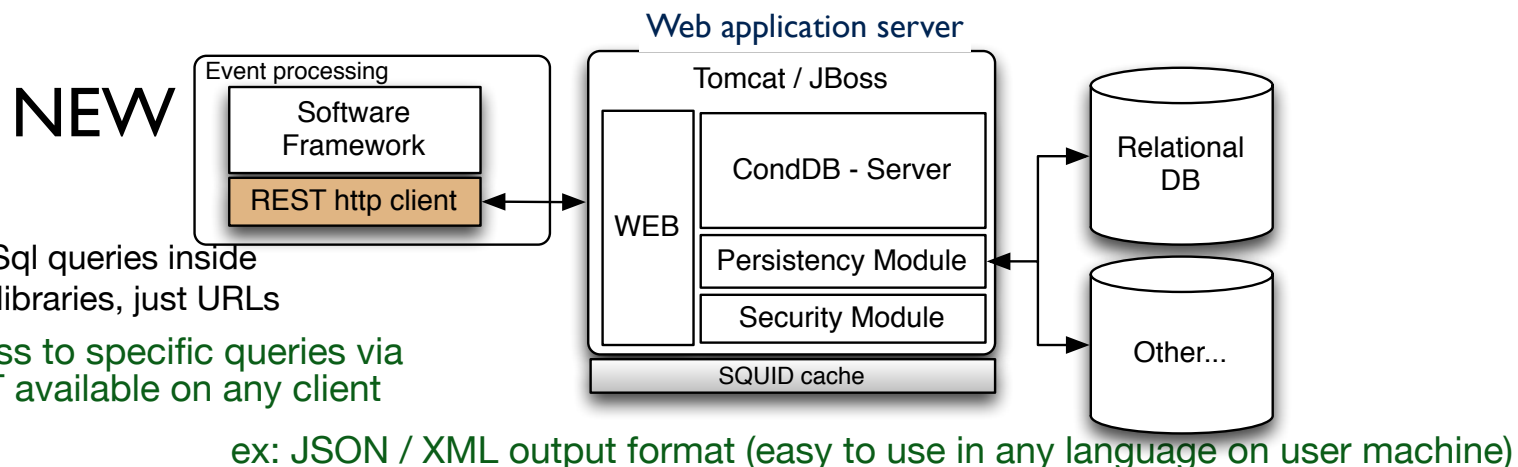 Web application server
NEW
Event processing
Software
Framework
REST http client
Tomcat / JBoss
WEB
CondDB - Server
Persistency Module
Security Module
SQUID cache
Relational
DB
Other...
Sql queries inside
libraries, just URLs
ss to specific queries via
T available on any client
ex: JSON / XML output format (easy to use in any language on user machine)